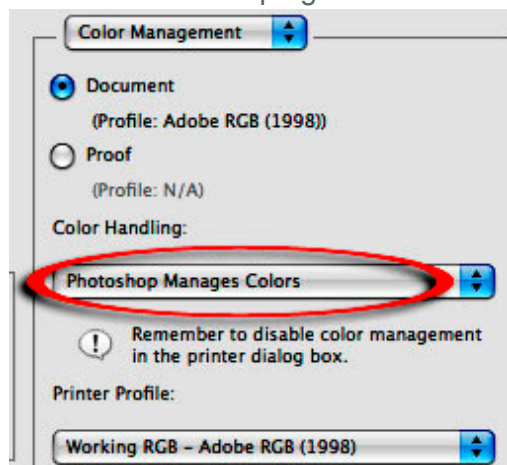 Color Management
Document
(Profile: Adobe RGB (1998))
Proof
(Profile: N/A)
Color Handling:
Photoshop Manages Colors
! Remember to disable color management
in the printer dialog box.
Printer Profile:
Working RGB - Adobe RGB (1998)